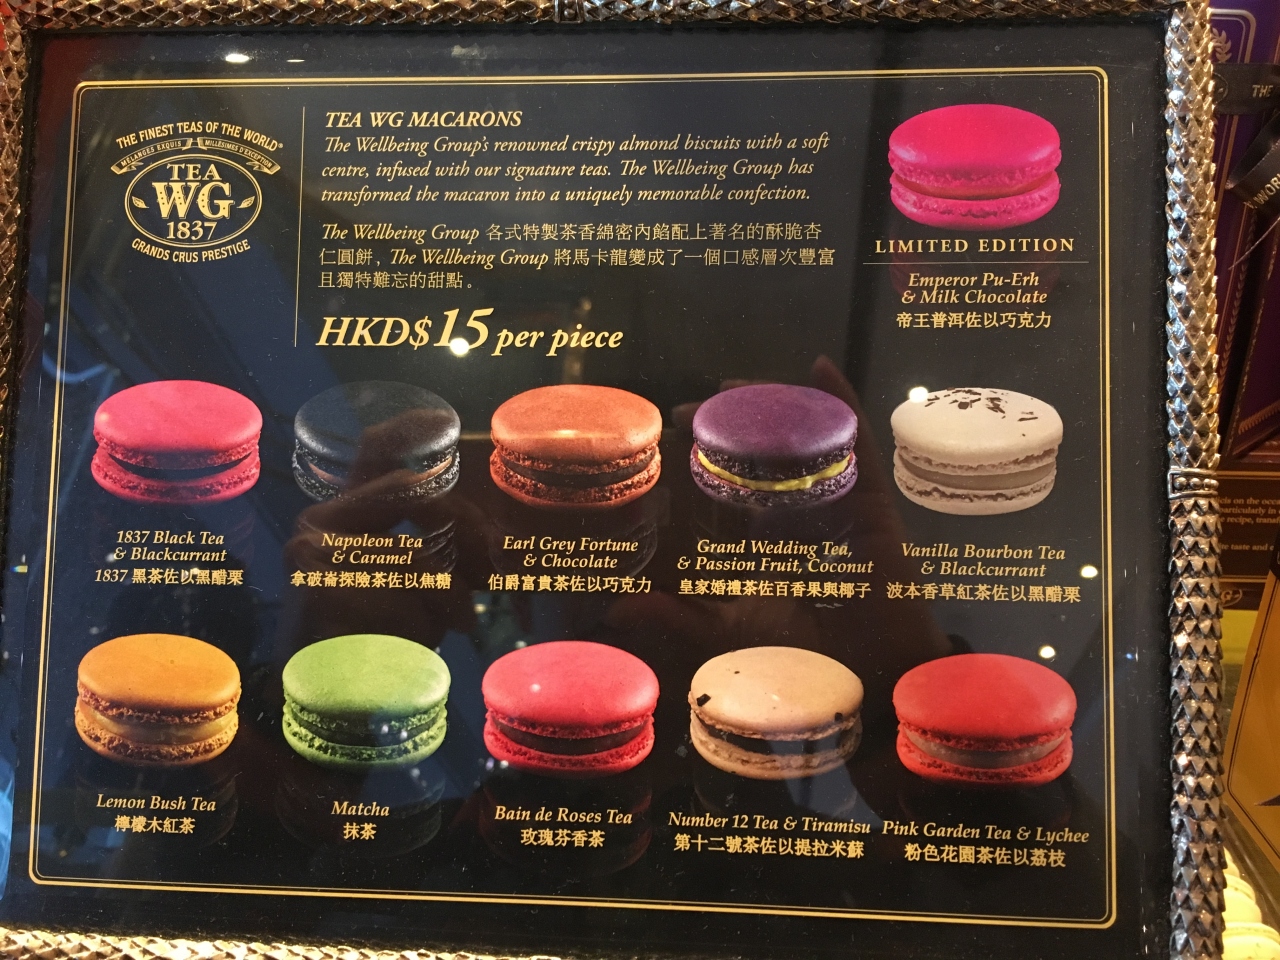 THE FINEST TEAS OF THE WORLD
MÉLANGES EXQUIS
MILLÉSIMES D'EXCEPTION
TEA
WG
1837
GRANDS CRUS PRESTIGE
TEA WG MACARONS
The Wellbeing Group's renowned crispy almond biscuits with a soft
centre, infused with our signature teas. The Wellbeing Group has
transformed the macaron into a uniquely memorable confection.
The Wellbeing Group 各式特製茶香綿密內餡配上著名的酥脆杏
仁圓餅, The Wellbeing Group 將馬卡龍變成了一個口感層次豐富
且獨特難忘的甜點。
HKD$15 per piece
LIMITED EDITION
Emperor Pu-Erh
& Milk Chocolate
帝王普洱佐以巧克力
1837 Black Tea
& Blackcurrant
1837 黑茶佐以黑醋栗
Napoleon Tea
& Caramel
拿破崙探險茶佐以焦糖
Earl Grey Fortune
& Chocolate
伯爵富貴茶佐以巧克力
Grand Wedding Tea,
& Passion Fruit, Coconut
皇家婚禮茶佐百香果與椰子
Vanilla Bourbon Tea
& Blackcurrant
波本香草紅茶佐以黑醋栗
Lemon Bush Tea
檸檬木紅茶
Matcha
抹茶
Bain de Roses Tea
玫瑰芬香茶
Number 12 Tea & Tiramisu
第十二號茶佐以提拉米蘇
Pink Garden Tea & Lychee
粉色花園茶佐以荔枝